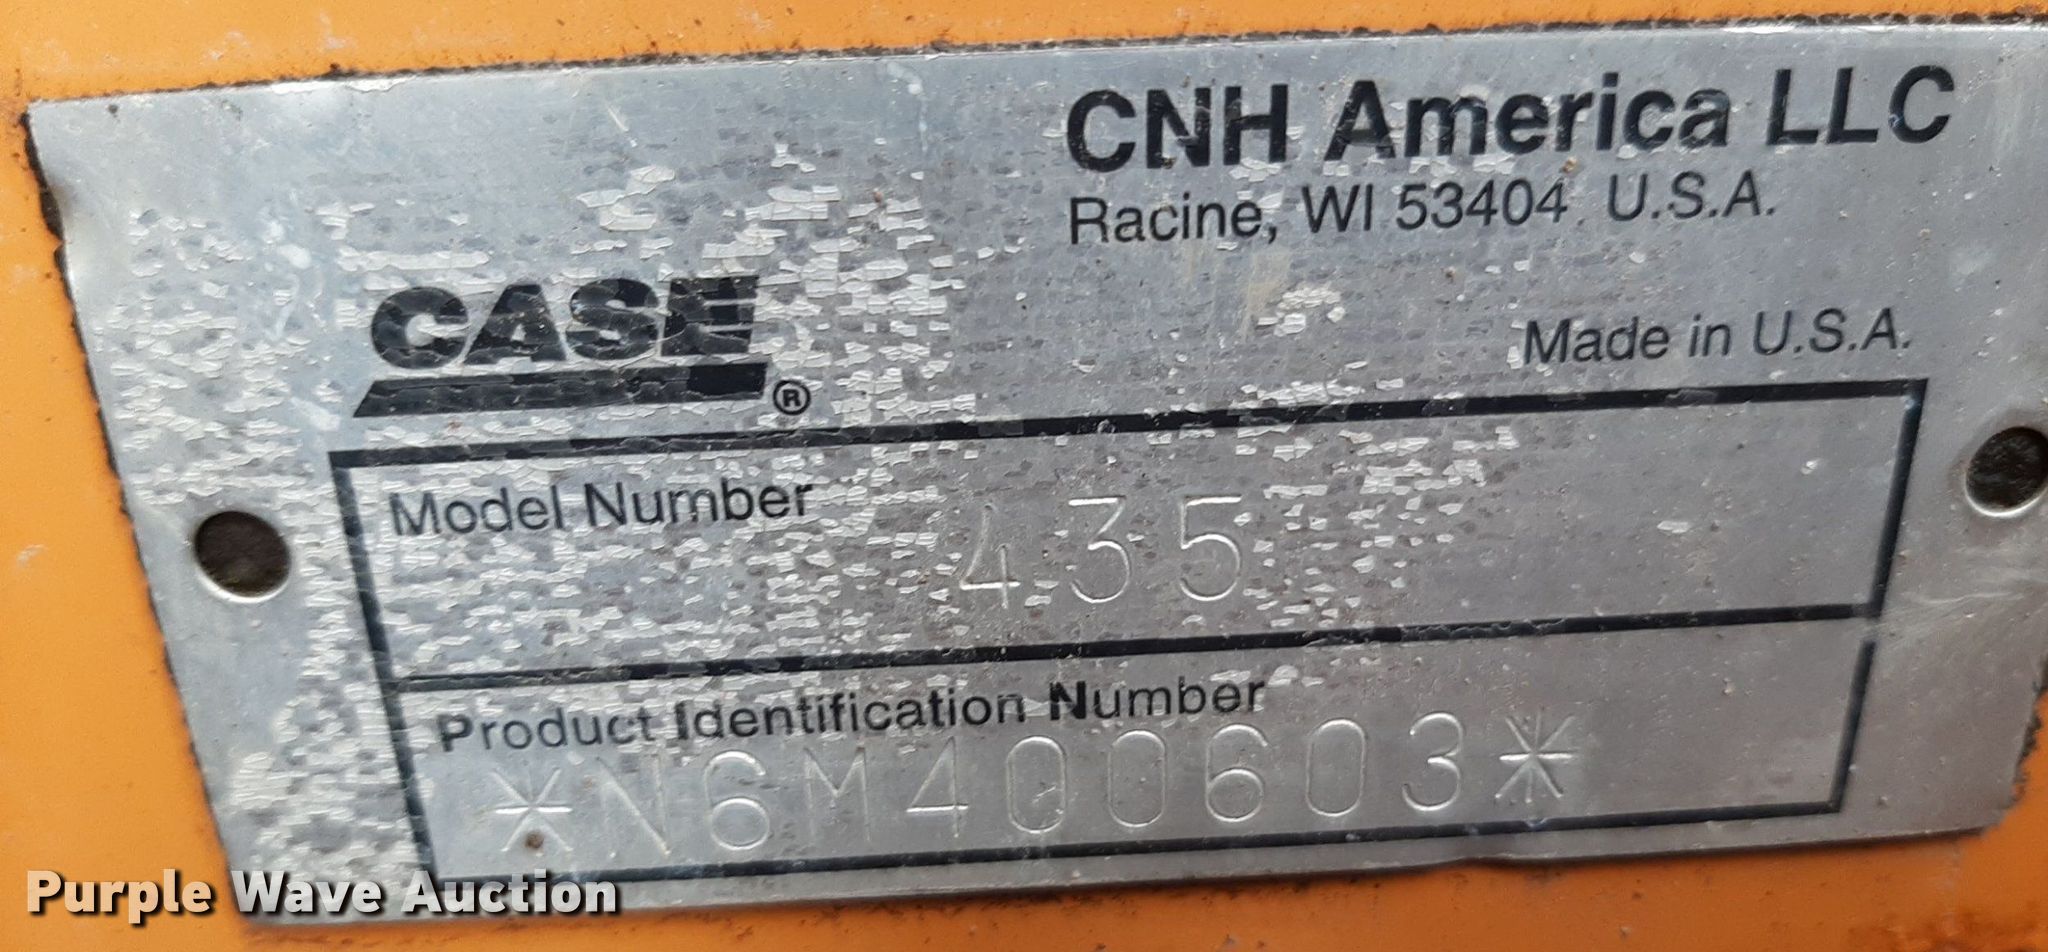 CNH America LLC
Racine, WI 53404 U.S.A.
CASE®
Made in U.S.A.
Model Number
435
Product Identification Number
*N6M400603*
Purple Wave Auction